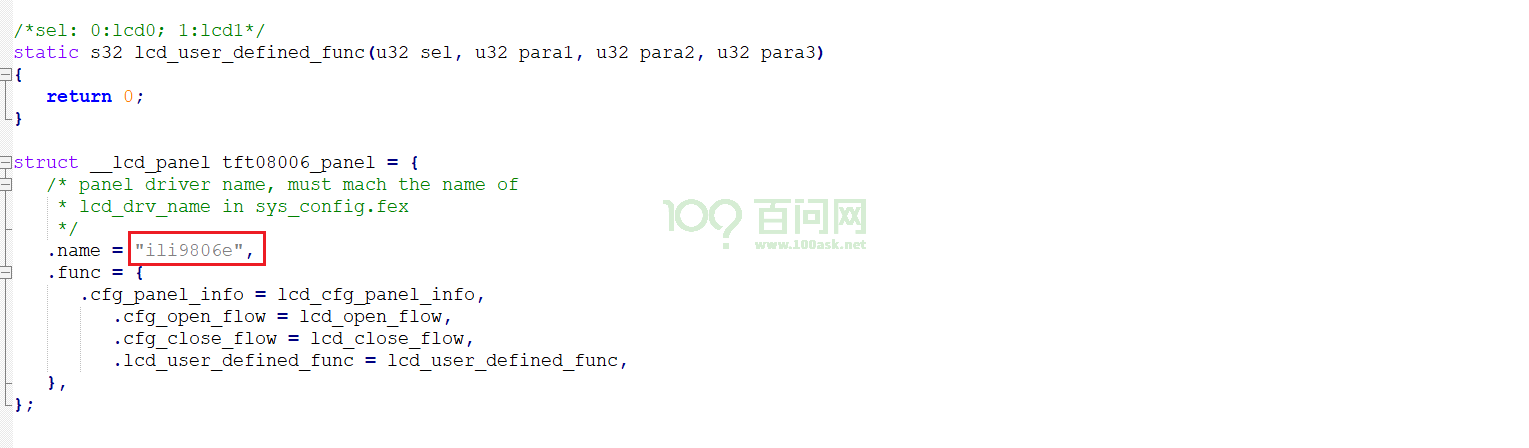 /*sel: 0:lcd0; 1:lcd1*/
static s32 lcd_user_defined_func(u32 sel, u32 para1, u32 para2, u32 para3)
{
return 0;
}
struct __lcd_panel tft08006_panel = {
/* panel driver name, must mach the name of
* lcd_drv_name in sys_config.fex
*/
.name = "ili9806e",
.func = {
.cfg_panel_info = lcd_cfg_panel_info,
.cfg_open_flow = lcd_open_flow,
.cfg_close_flow = lcd_close_flow,
.lcd_user_defined_func = lcd_user_defined_func,
},
};
100? 百问网
www.100ask.net